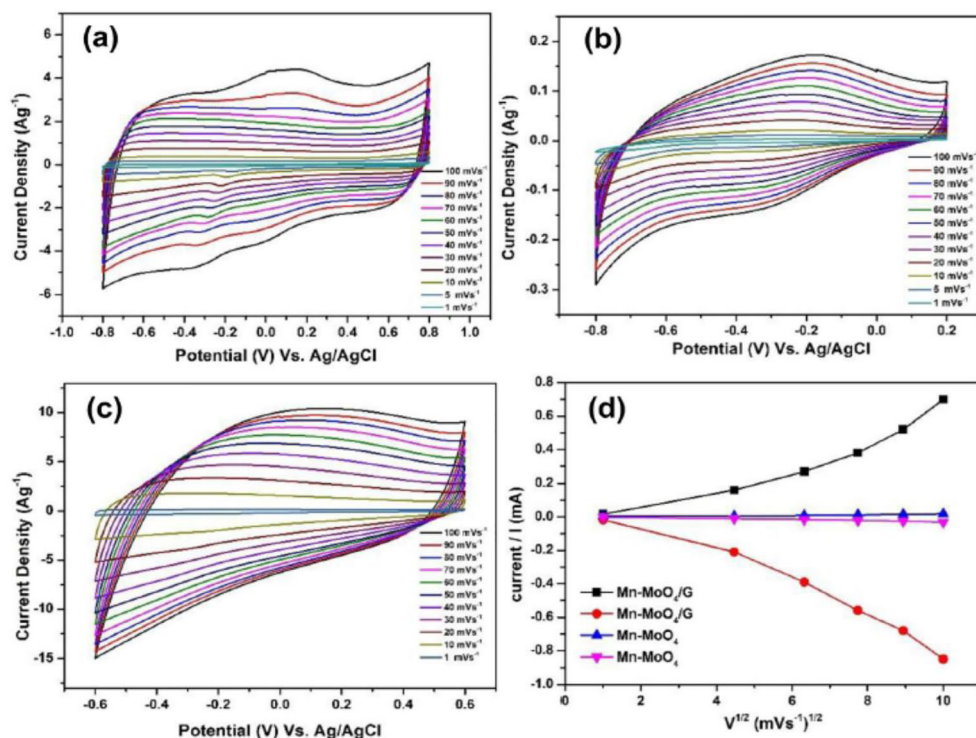 (a)
Current Density (Ag⁻¹)
6
4
2
0
-2
-4
-6
100 mVs⁻¹
90 mVs⁻¹
80 mVs⁻¹
70 mVs⁻¹
60 mVs⁻¹
50 mVs⁻¹
40 mVs⁻¹
30 mVs⁻¹
20 mVs⁻¹
10 mVs⁻¹
5 mVs⁻¹
1 mVs⁻¹
-1.0 -0.8 -0.6 -0.4 -0.2 0.0 0.2 0.4 0.6 0.8 1.0
Potential (V) Vs. Ag/AgCl
(b)
Current Density (Ag⁻¹)
0.2
0.1
0.0
-0.1
-0.2
-0.3
100 mVs⁻¹
90 mVs⁻¹
80 mVs⁻¹
70 mVs⁻¹
60 mVs⁻¹
50 mVs⁻¹
40 mVs⁻¹
30 mVs⁻¹
20 mVs⁻¹
10 mVs⁻¹
5 mVs⁻¹
1 mVs⁻¹
-0.8 -0.6 -0.4 -0.2 0.0 0.2
Potential (V) Vs. Ag/AgCl
(c)
Current Density (Ag⁻¹)
10
5
0
-5
-10
-15
100 mVs⁻¹
90 mVs⁻¹
80 mVs⁻¹
70 mVs⁻¹
60 mVs⁻¹
50 mVs⁻¹
40 mVs⁻¹
30 mVs⁻¹
20 mVs⁻¹
10 mVs⁻¹
1 mVs⁻¹
-0.6 -0.4 -0.2 0.0 0.2 0.4 0.6
Potential (V) Vs. Ag/AgCl
(d)
current / I (mA)
0.8
0.6
0.4
0.2
0.0
-0.2
-0.4
-0.6
-0.8
-1.0
Mn-MoO₄/G
Mn-MoO₄/G
Mn-MoO₄
Mn-MoO₄
0 2 4 6 8 10
V¹ᐟ² (mVs⁻¹)¹ᐟ²